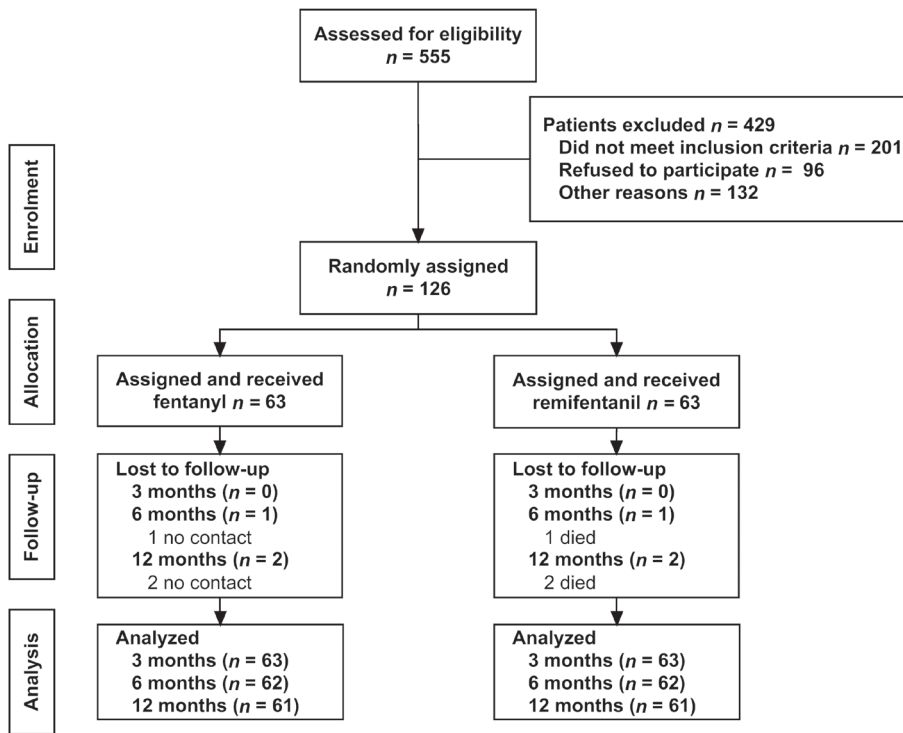 Assessed for eligibility
n = 555
Patients excluded n = 429
Did not meet inclusion criteria n = 201
Refused to participate n = 96
Other reasons n = 132
Enrolment
Randomly assigned
n = 126
Allocation
Assigned and received
fentanyl n = 63
Assigned and received
remifentanil n = 63
Follow-up
Lost to follow-up
3 months (n = 0)
6 months (n = 1)
1 no contact
12 months (n = 2)
2 no contact
Lost to follow-up
3 months (n = 0)
6 months (n = 1)
1 died
12 months (n = 2)
2 died
Analysis
Analyzed
3 months (n = 63)
6 months (n = 62)
12 months (n = 61)
Analyzed
3 months (n = 63)
6 months (n = 62)
12 months (n = 61)